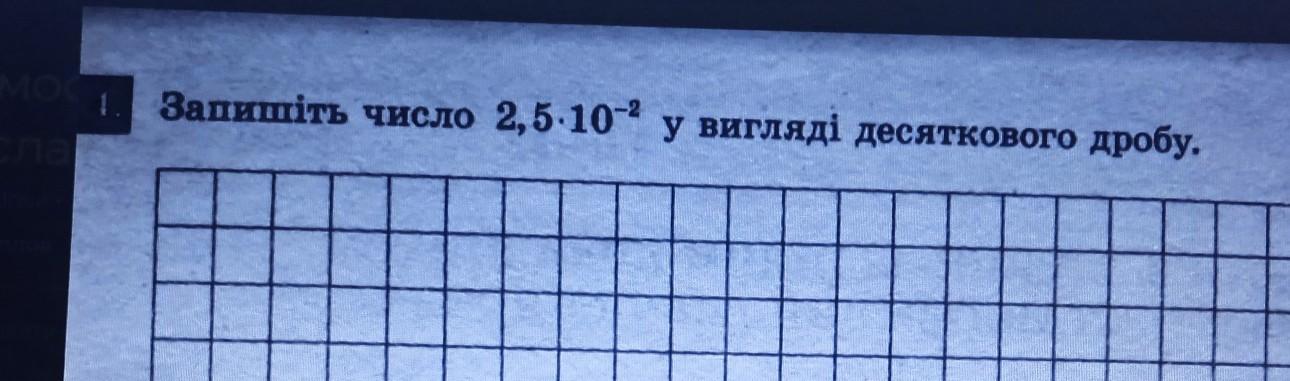 1. Запишіть число 2,5·10⁻² у вигляді десяткового дробу.